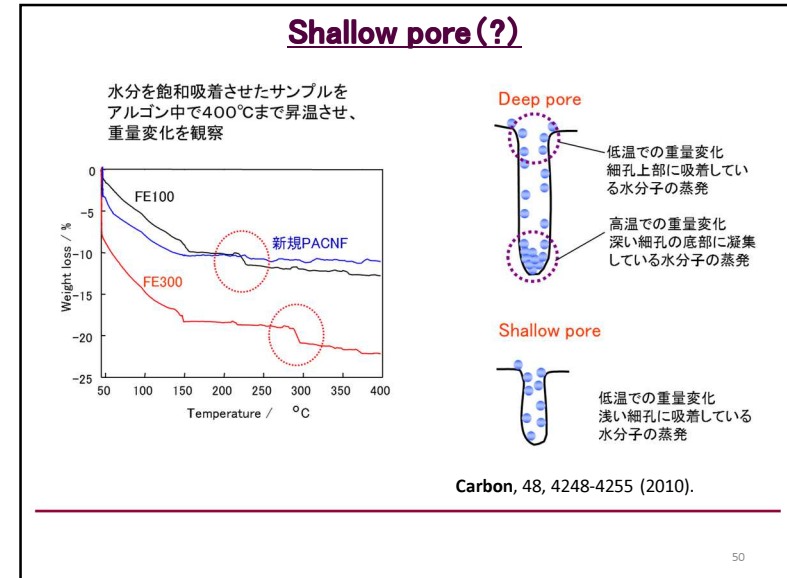 Shallow pore(?)
水分を飽和吸着させたサンプルを
アルゴン中で400℃まで昇温させ、
重量変化を観察
0
-5
-10
-15
-20
-25
Weight loss / %
FE100
新規PACNF
FE300
50 100 150 200 250 300 350 400
Temperature / ºC
Deep pore
低温での重量変化
細孔上部に吸着してい
る水分子の蒸発
高温での重量変化
深い細孔の底部に凝集
している水分子の蒸発
Shallow pore
低温での重量変化
浅い細孔に吸着している
水分子の蒸発
Carbon, 48, 4248-4255 (2010).
50